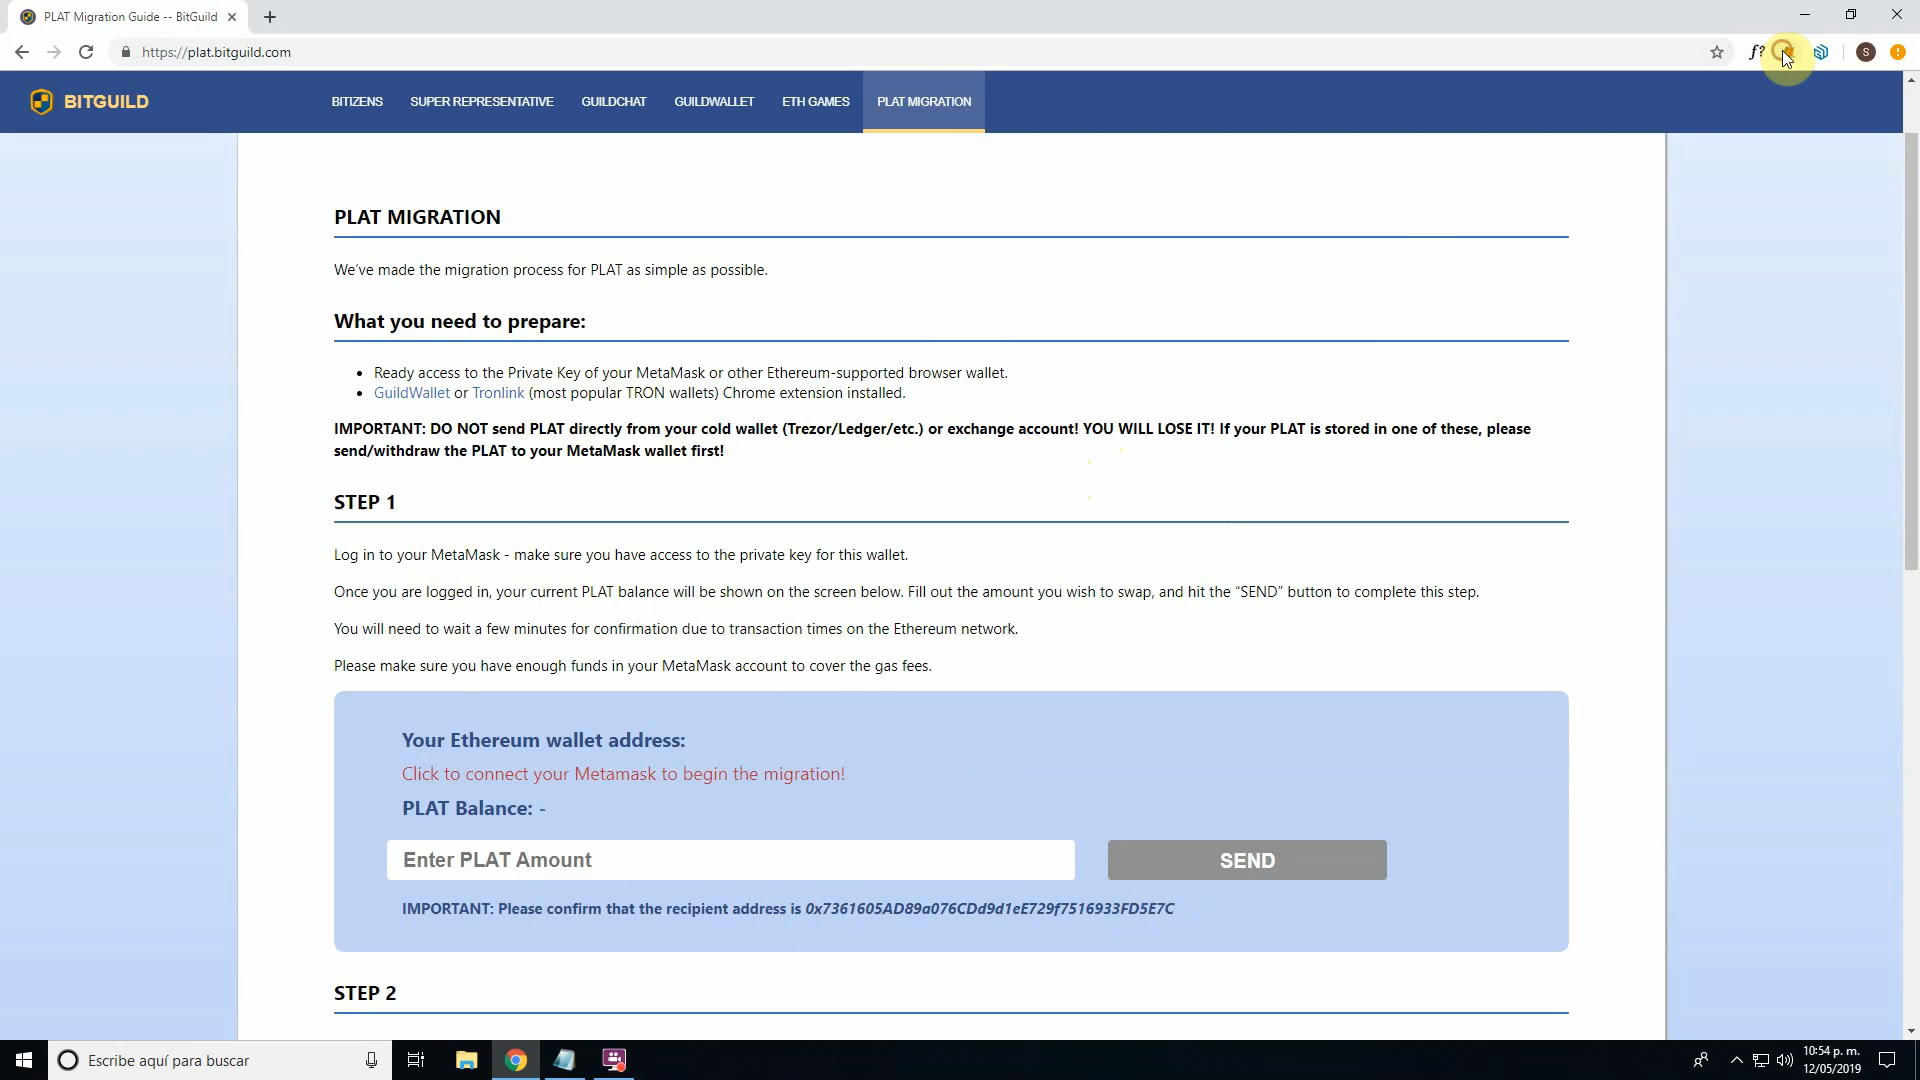 PLAT Migration Guide -- BitGuild
https://plat.bitguild.com
f?
S
BITGUILD
BITIZENS
SUPER REPRESENTATIVE
GUILDCHAT
GUILDWALLET
ETH GAMES
PLAT MIGRATION
PLAT MIGRATION
We've made the migration process for PLAT as simple as possible.
What you need to prepare:
• Ready access to the Private Key of your MetaMask or other Ethereum-supported browser wallet.
• GuildWallet or Tronlink (most popular TRON wallets) Chrome extension installed.
IMPORTANT: DO NOT send PLAT directly from your cold wallet (Trezor/Ledger/etc.) or exchange account! YOU WILL LOSE IT! If your PLAT is stored in one of these, please
send/withdraw the PLAT to your MetaMask wallet first!
STEP 1
Log in to your MetaMask - make sure you have access to the private key for this wallet.
Once you are logged in, your current PLAT balance will be shown on the screen below. Fill out the amount you wish to swap, and hit the “SEND” button to complete this step.
You will need to wait a few minutes for confirmation due to transaction times on the Ethereum network.
Please make sure you have enough funds in your MetaMask account to cover the gas fees.
Your Ethereum wallet address:
Click to connect your Metamask to begin the migration!
PLAT Balance: -
Enter PLAT Amount
SEND
IMPORTANT: Please confirm that the recipient address is 0x7361605AD89a076CDd9d1eE729f7516933FD5E7C
STEP 2
Escribe aquí para buscar
10:54 p. m.
12/05/2019